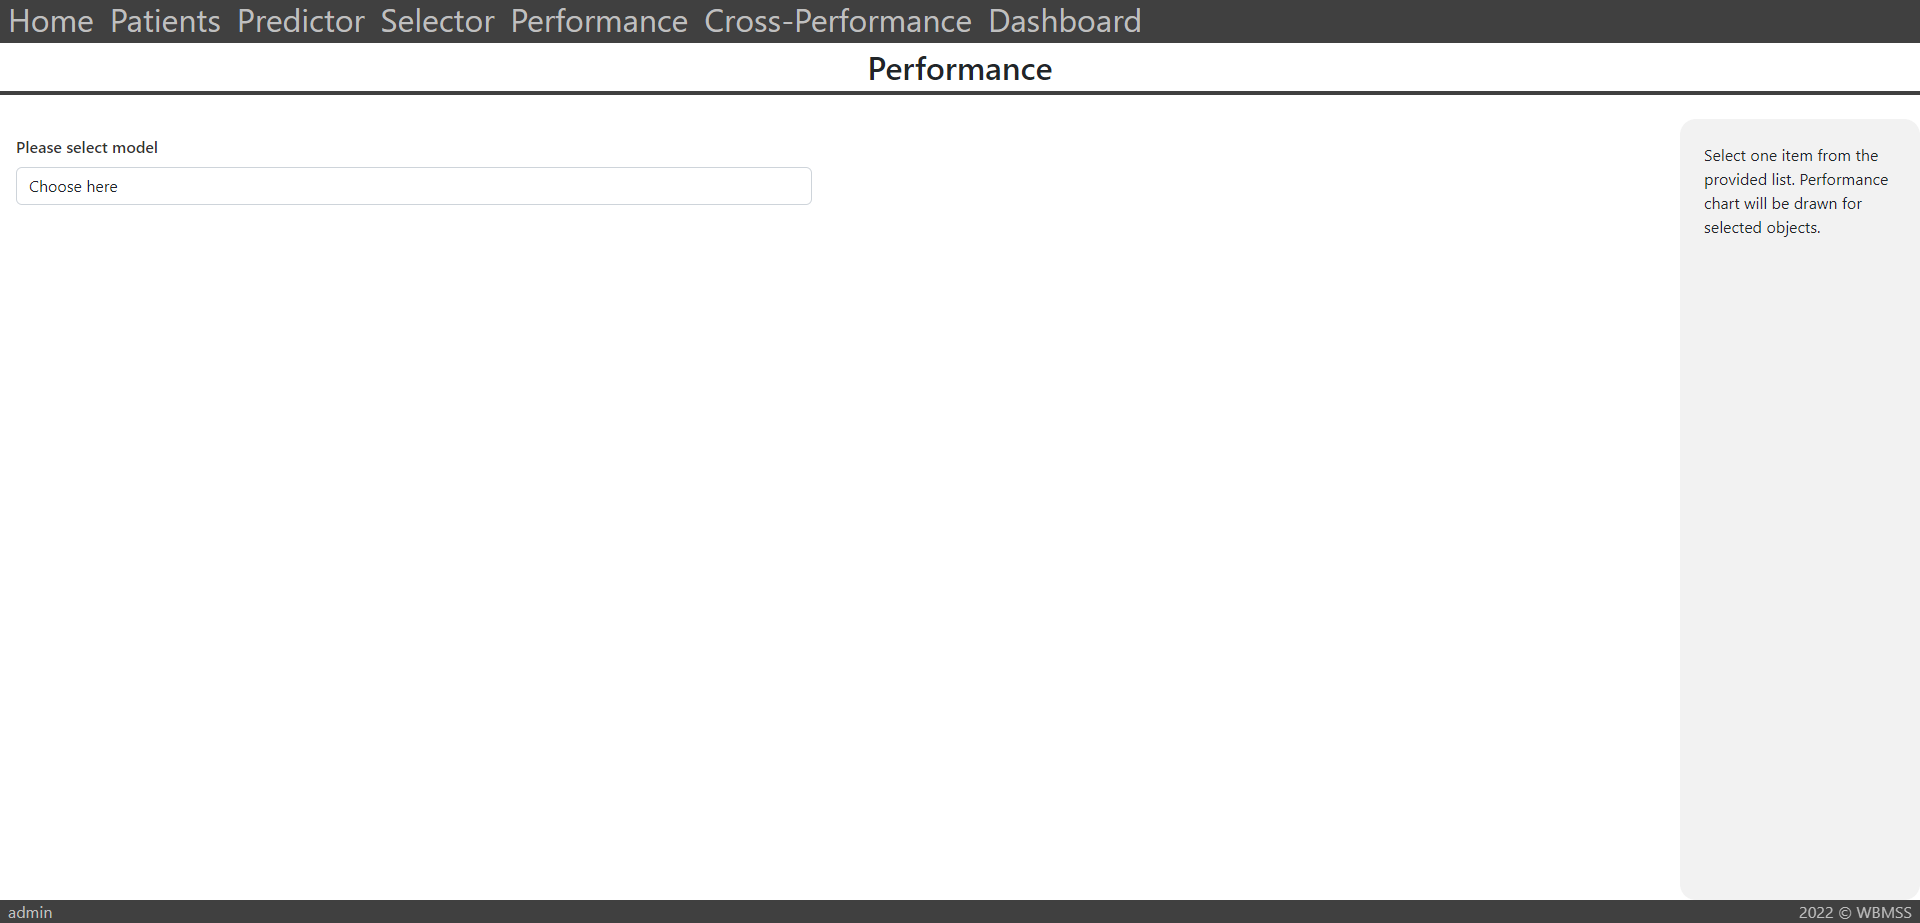 Home Patients Predictor Selector Performance Cross-Performance Dashboard
Performance
Please select model
Choose here
Select one item from the
provided list. Performance
chart will be drawn for
selected objects.
admin
2022 © WBMSS